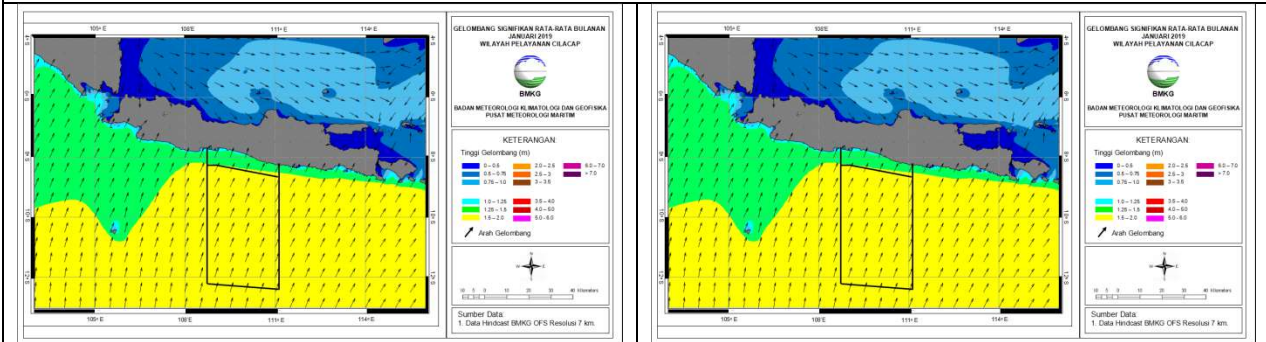 105° E
108° E
111° E
114° E
105° E
108° E
111° E
114° E
GELOMBANG SIGNIFIKAN RATA-RATA BULANAN
JANUARI 2019
WILAYAH PELAYANAN CILACAP
BMKG
BADAN METEOROLOGI KLIMATOLOGI DAN GEOFISIKA
PUSAT METEOROLOGI MARITIM
KETERANGAN
Tinggi Gelombang (m)
0 – 0.5 2.0 – 2.5 6.0 – 7.0
0.5 – 0.75 2.5 – 3 > 7.0
0.75 – 1.0 3 – 3.5
1.0 – 1.25 3.5 – 4.0
1.25 – 1.5 4.0 – 5.0
1.5 – 2.0 5.0 – 6.0
Arah Gelombang
N
W E
S
Sumber Data:
1. Data Hindcast BMKG OFS Resolusi 7 km.
105° E
108° E
111° E
114° E
105° E
108° E
111° E
114° E
GELOMBANG SIGNIFIKAN RATA-RATA BULANAN
JANUARI 2019
WILAYAH PELAYANAN CILACAP
BMKG
BADAN METEOROLOGI KLIMATOLOGI DAN GEOFISIKA
PUSAT METEOROLOGI MARITIM
KETERANGAN
Tinggi Gelombang (m)
0 – 0.5 2.0 – 2.5 6.0 – 7.0
0.5 – 0.75 2.5 – 3 > 7.0
0.75 – 1.0 3 – 3.5
1.0 – 1.25 3.5 – 4.0
1.25 – 1.5 4.0 – 5.0
1.5 – 2.0 5.0 – 6.0
Arah Gelombang
N
W E
S
Sumber Data:
1. Data Hindcast BMKG OFS Resolusi 7 km.